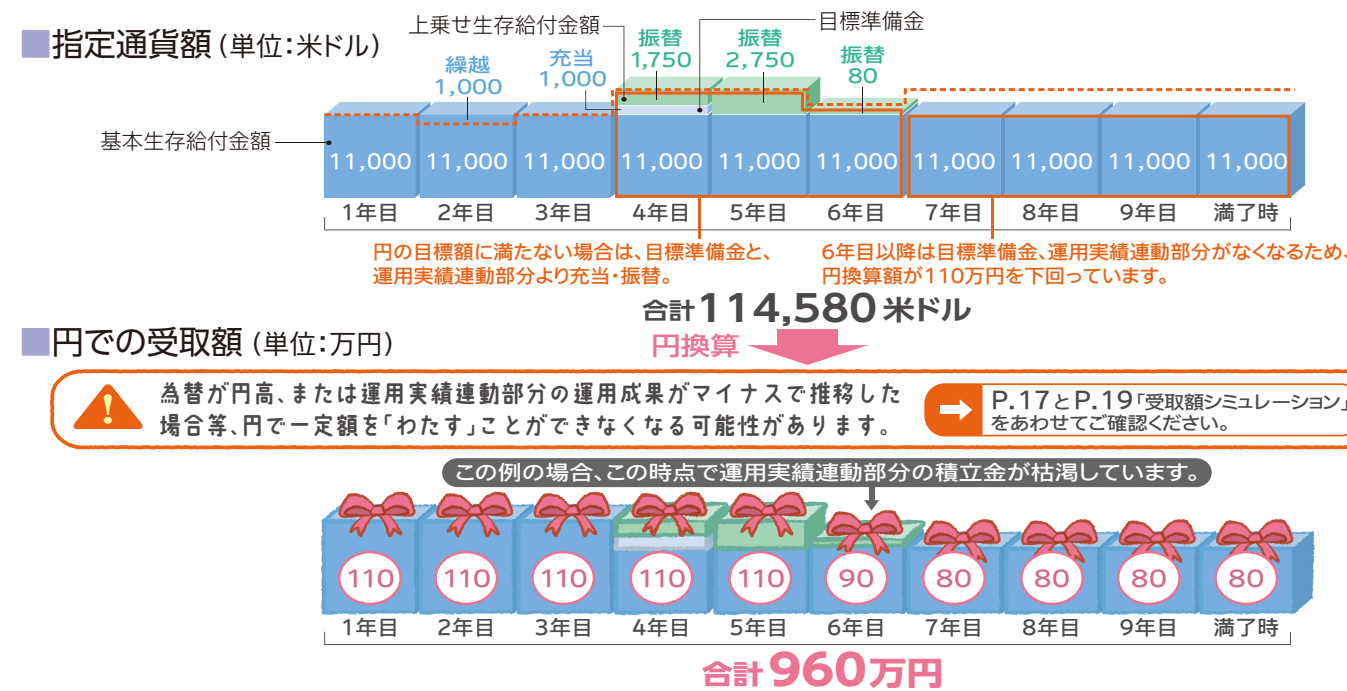 ■指定通貨額(単位:米ドル)
上乗せ生存給付金額
目標準備金
繰越
1,000
充当
1,000
振替
1,750
振替
2,750
振替
80
基本生存給付金額
11,000 11,000 11,000 11,000 11,000 11,000 11,000 11,000 11,000 11,000
1年目 2年目 3年目 4年目 5年目 6年目 7年目 8年目 9年目 満了時
円の目標額に満たない場合は、目標準備金と、
運用実績連動部分より充当・振替。
6年目以降は目標準備金、運用実績連動部分がなくなるため、
円換算額が110万円を下回っています。
合計114,580米ドル
円換算
■円での受取額(単位:万円)
為替が円高、または運用実績連動部分の運用成果がマイナスで推移した
場合等、円で一定額を「わたす」ことができなくなる可能性があります。
P.17とP.19「受取額シミュレーション」
をあわせてご確認ください。
この例の場合、この時点で運用実績連動部分の積立金が枯渇しています。
110 110 110 110 110 90 80 80 80 80
1年目 2年目 3年目 4年目 5年目 6年目 7年目 8年目 9年目 満了時
合計960万円